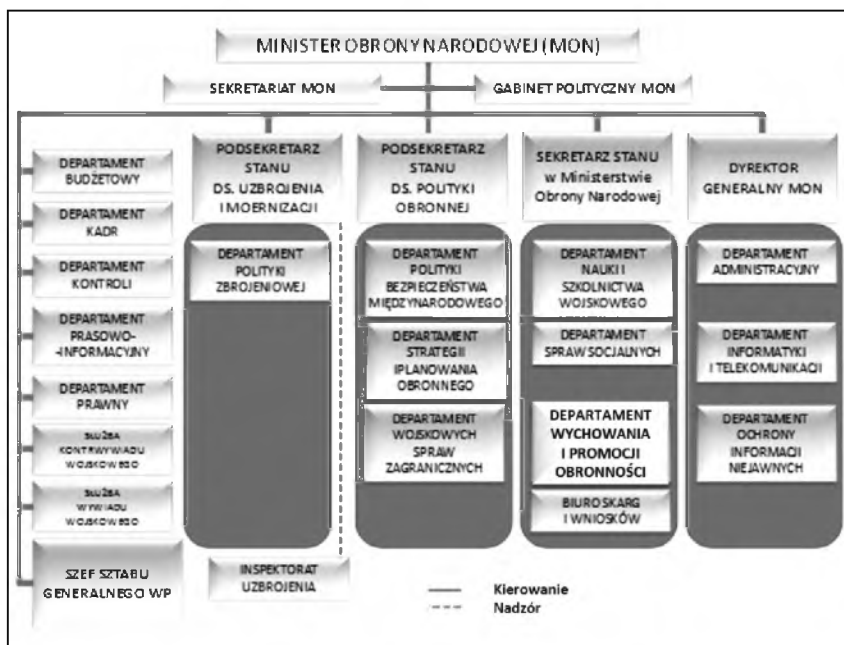 MINISTER OBRONY NARODOWEJ (MON)
SEKRETARIAT MON
GABINET POLITYCZNY MON
DEPARTAMENT
BUDŻETOWY
DEPARTAMENT
KADR
DEPARTAMENT
KONTROLI
DEPARTAMENT
PRASOWO-
-INFORMACYJNY
DEPARTAMENT
PRAWNY
SŁUŻBA
KONTRWYWIADU
WOJSKOWEGO
SŁUŻBA
WYWIADU
WOJSKOWEGO
SZEF SZTABU
GENERALNEGO WP
PODSEKRETARZ
STANU
DS. UZBROJENIA
I MOERNIZACJI
DEPARTAMENT
POLITYKI
ZBROJENIOWEJ
INSPEKTORAT
UZBROJENIA
PODSEKRETARZ
STANU
DS. POLITYKI
OBRONNEJ
DEPARTAMENT
POLITYKI
BEZPIECZEŃSTWA
MIĘDZYNARODOWEGO
DEPARTAMENT
STRATEGII
I PLANOWANIA
OBRONNEGO
DEPARTAMENT
WOJSKOWYCH
SPRAW
ZAGRANICZNYCH
SEKRETARZ STANU
w Ministerstwie
Obrony Narodowej
DEPARTAMENT
NAUKI I
SZKOLNICTWA
WOJSKOWEGO
DEPARTAMENT
SPRAW SOCJALNYCH
DEPARTAMENT
WYCHOWANIA
I PROMOCJI
OBRONNOŚCI
BIURO SKARG
I WNIOSKÓW
DYREKTOR
GENERALNY MON
DEPARTAMENT
ADMINISTRACYJNY
DEPARTAMENT
INFORMATYKI
I TELEKOMUNIKACJI
DEPARTAMENT
OCHRONY
INFORMACJI
NIEJAWNYCH
Kierowanie
Nadzór